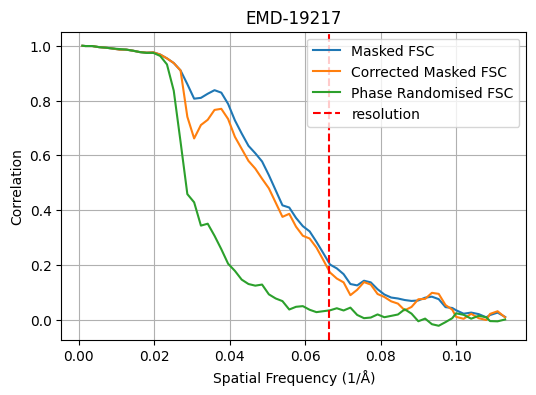 EMD-19217
Masked FSC
Corrected Masked FSC
Phase Randomised FSC
resolution
Correlation
1.0
0.8
0.6
0.4
0.2
0.0
0.00 0.02 0.04 0.06 0.08 0.10
Spatial Frequency (1/Å)